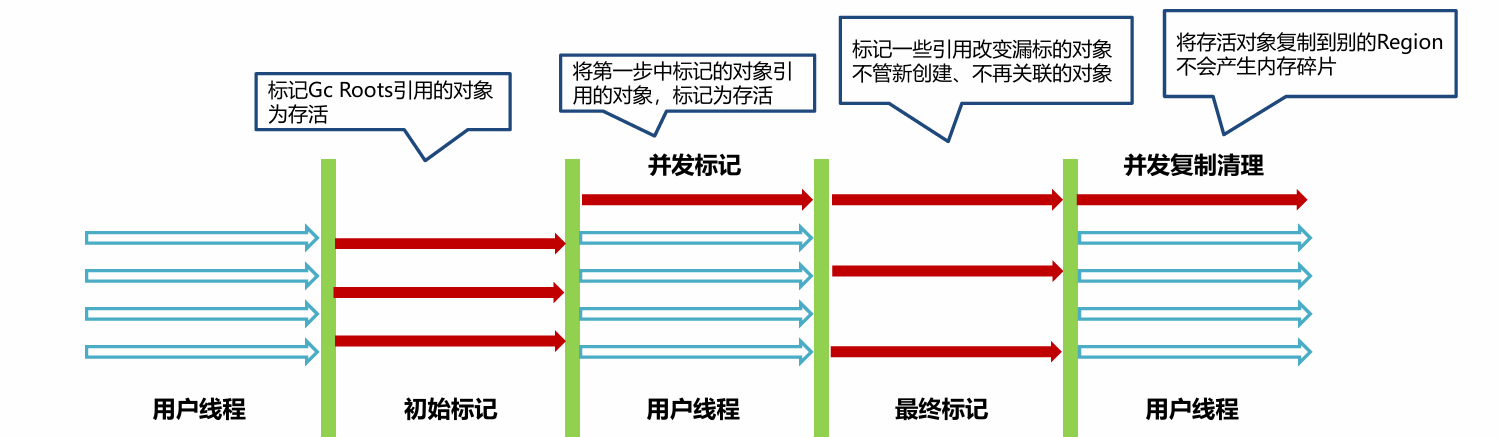 标记Gc Roots引用的对象
为存活
将第一步中标记的对象引
用的对象，标记为存活
标记一些引用改变漏标的对象
不管新创建、不再关联的对象
将存活对象复制到别的Region
不会产生内存碎片
并发标记
并发复制清理
用户线程
初始标记
用户线程
最终标记
用户线程